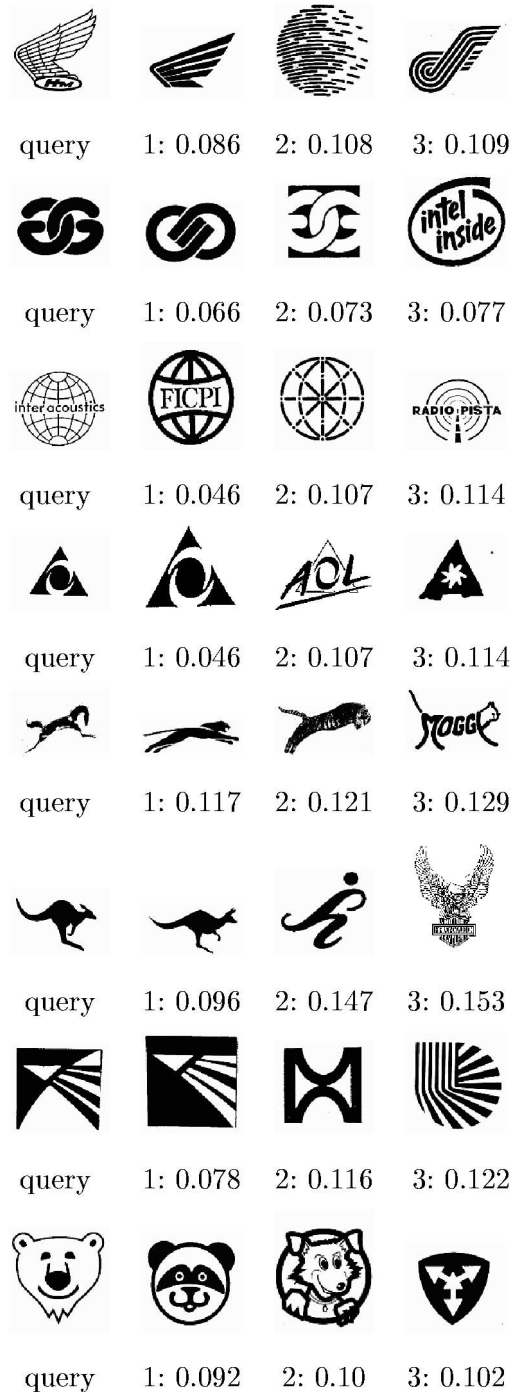 HM
query 1: 0.086 2: 0.108 3: 0.109
intel
inside
query 1: 0.066 2: 0.073 3: 0.077
inter acoustics FICPI RADIO PISTA
query 1: 0.046 2: 0.107 3: 0.114
AOL
query 1: 0.046 2: 0.107 3: 0.114
MOGGY
query 1: 0.117 2: 0.121 3: 0.129
query 1: 0.096 2: 0.147 3: 0.153
query 1: 0.078 2: 0.116 3: 0.122
query 1: 0.092 2: 0.10 3: 0.102